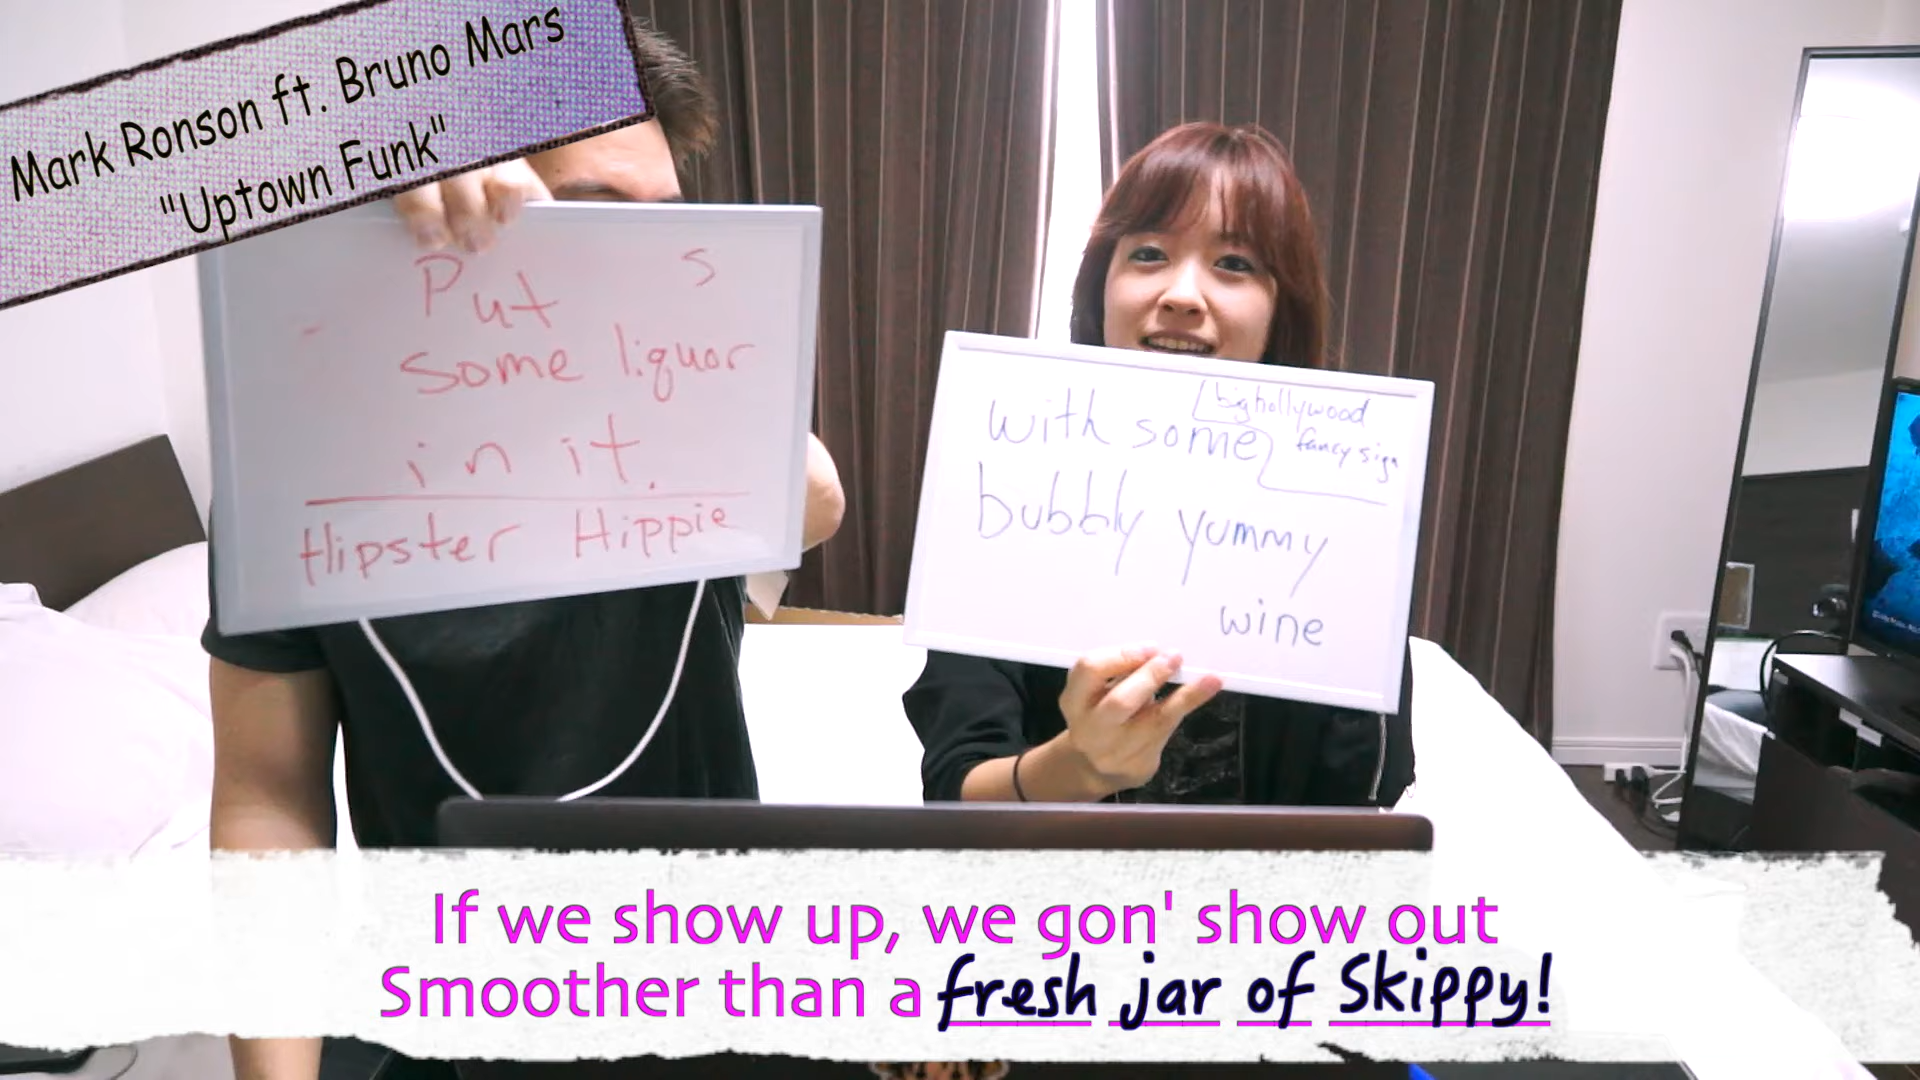 Mark Ronson ft. Bruno Mars
"Uptown Funk"
Put s
some liquor
in it.
Hipster Hippie
big hollywood
fancy sign
with some
bubbly yummy
wine
If we show up, we gon' show out
Smoother than a fresh jar of Skippy!